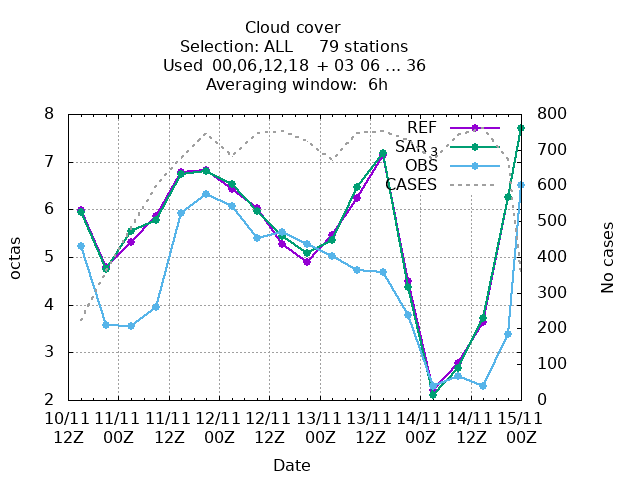 Cloud cover
Selection: ALL 79 stations
Used 00,06,12,18 + 03 06 ... 36
Averaging window: 6h
octas
8
7
6
5
4
3
2
REF
SAR 3
OBS
CASES
800
700
600
500
400
300
200
100
0
No cases
10/11 11/11 11/11 12/11 12/11 13/11 13/11 14/11 14/11 15/11
12Z 00Z 12Z 00Z 12Z 00Z 12Z 00Z 12Z 00Z
Date